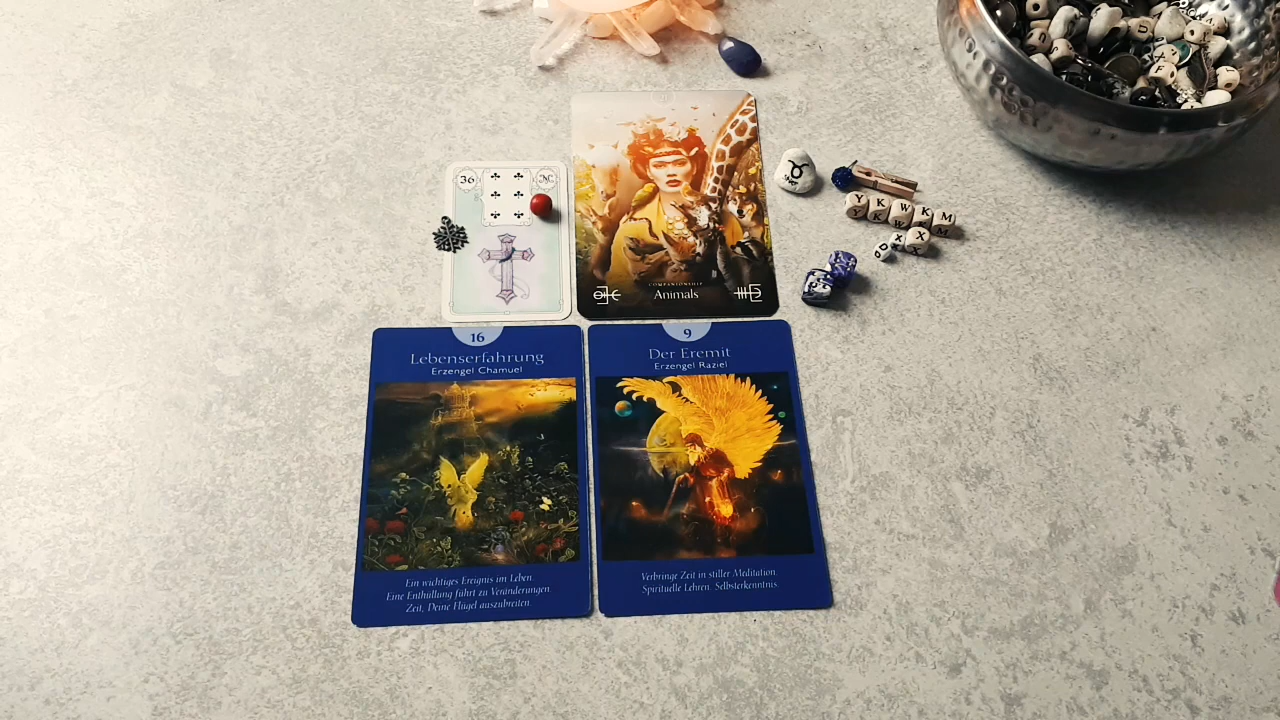 36
COMPANIONSHIP
Animals
Y K W K M
Y K W K M
X X
D X X
16
Lebenserfahrung
Erzengel Chamuel
Ein wichtiges Ereignis im Leben.
Eine Enthüllung führt zu Veränderungen.
Zeit, Deine Flügel auszubreiten.
9
Der Eremit
Erzengel Raziel
Verbringe Zeit in stiller Meditation.
Spirituelle Lehren. Selbsterkenntnis.